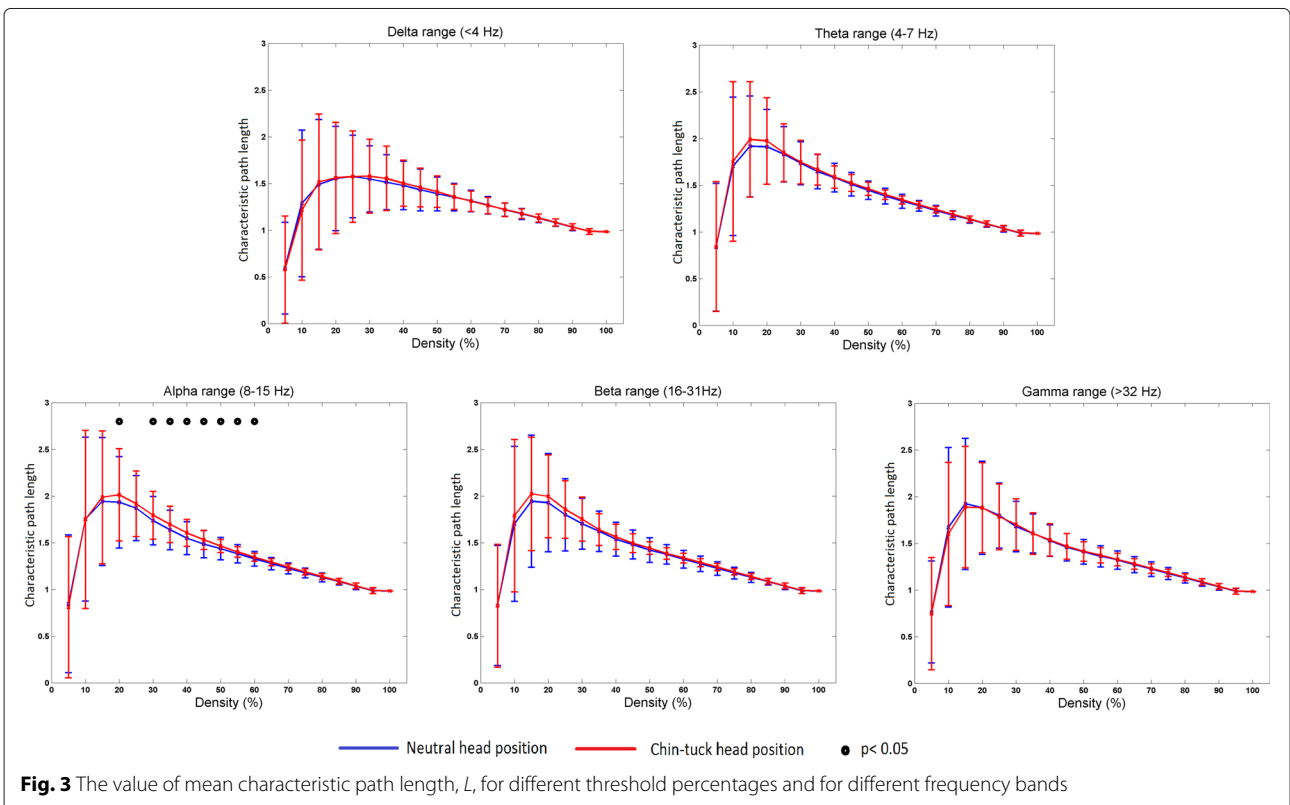 Delta range (<4 Hz)
Characteristic path length
3
2.5
2
1.5
1
0.5
0
0 10 20 30 40 50 60 70 80 90 100
Density (%)
Theta range (4-7 Hz)
Characteristic path length
3
2.5
2
1.5
1
0.5
0
0 10 20 30 40 50 60 70 80 90 100
Density (%)
Alpha range (8-15 Hz)
Characteristic path length
3
2.5
2
1.5
1
0.5
0
0 10 20 30 40 50 60 70 80 90 100
Density (%)
Beta range (16-31Hz)
Characteristic path length
3
2.5
2
1.5
1
0.5
0
0 10 20 30 40 50 60 70 80 90 100
Density (%)
Gamma range (>32 Hz)
Characteristic path length
3
2.5
2
1.5
1
0.5
0
0 10 20 30 40 50 60 70 80 90 100
Density (%)
Neutral head position Chin-tuck head position p< 0.05
Fig. 3 The value of mean characteristic path length, L, for different threshold percentages and for different frequency bands